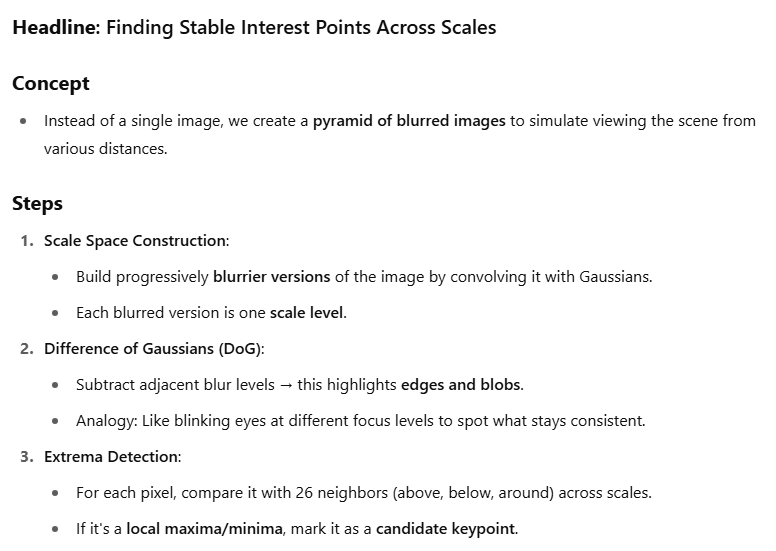 Headline: Finding Stable Interest Points Across Scales
Concept
• Instead of a single image, we create a pyramid of blurred images to simulate viewing the scene from
various distances.
Steps
1. Scale Space Construction:
• Build progressively blurrier versions of the image by convolving it with Gaussians.
• Each blurred version is one scale level.
2. Difference of Gaussians (DoG):
• Subtract adjacent blur levels → this highlights edges and blobs.
• Analogy: Like blinking eyes at different focus levels to spot what stays consistent.
3. Extrema Detection:
• For each pixel, compare it with 26 neighbors (above, below, around) across scales.
• If it's a local maxima/minima, mark it as a candidate keypoint.